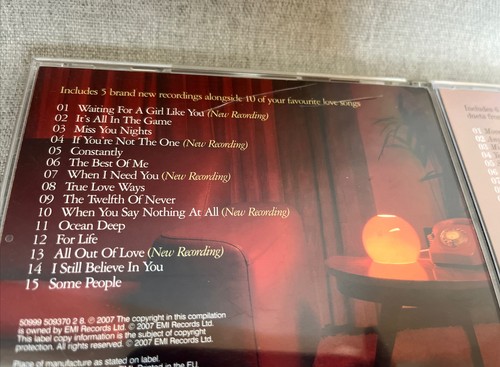 Includes 5 brand new recordings alongside 10 of your favourite love songs
01 Waiting For A Girl Like You (New Recording)
02 It's All In The Game
03 Miss You Nights
04 If You're Not The One (New Recording)
05 Constantly
06 The Best Of Me
07 When I Need You (New Recording)
08 True Love Ways
09 The Twelfth Of Never
10 When You Say Nothing At All (New Recording)
11 Ocean Deep
12 For Life
13 All Out Of Love (New Recording)
14 I Still Believe In You
15 Some People
50999 509370 2 8. ℗ 2007 The copyright in this compilation
is owned by EMI Records Ltd. © 2007 EMI Records Ltd.
This label copy information is the subject of copyright
protection. All rights reserved. © 2007 EMI Records Ltd.
Place of manufacture as stated on label.
Printed in the EU.